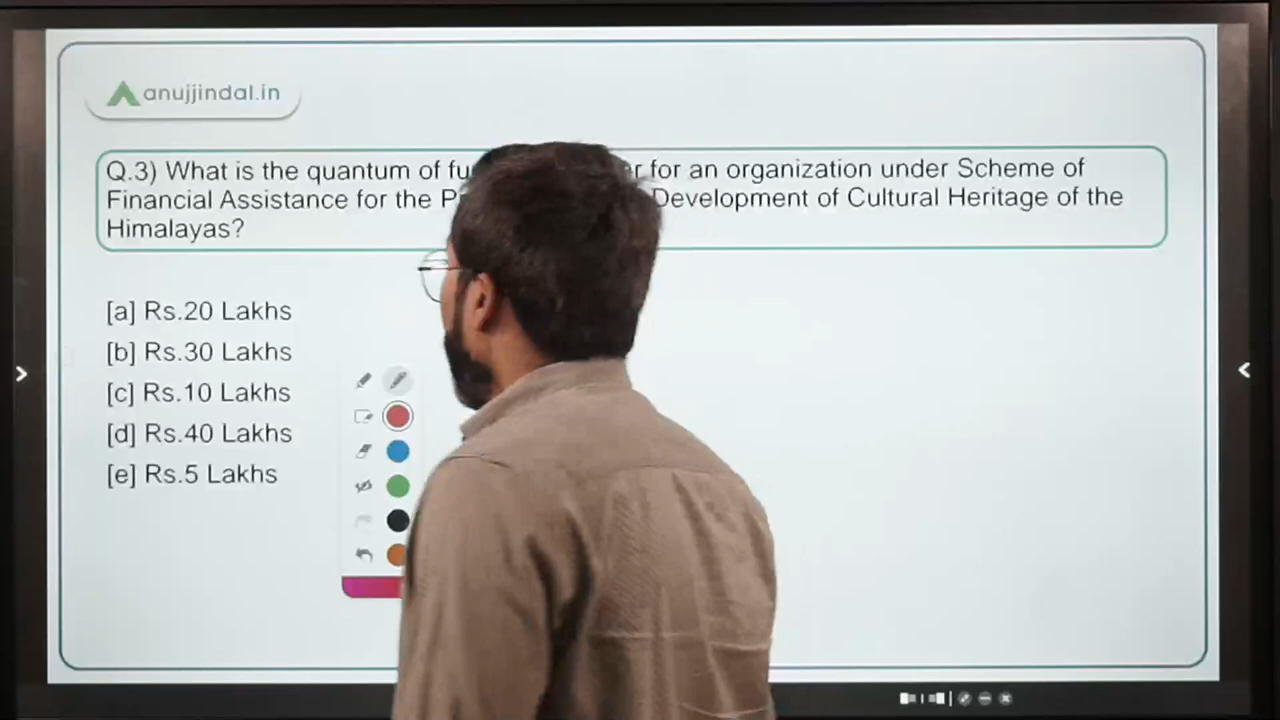 anujjindal.in
Q.3) What is the quantum of for an organization under Scheme of
Financial Assistance for the Development of Cultural Heritage of the
Himalayas?
[a] Rs.20 Lakhs
[b] Rs.30 Lakhs
[c] Rs.10 Lakhs
[d] Rs.40 Lakhs
[e] Rs.5 Lakhs